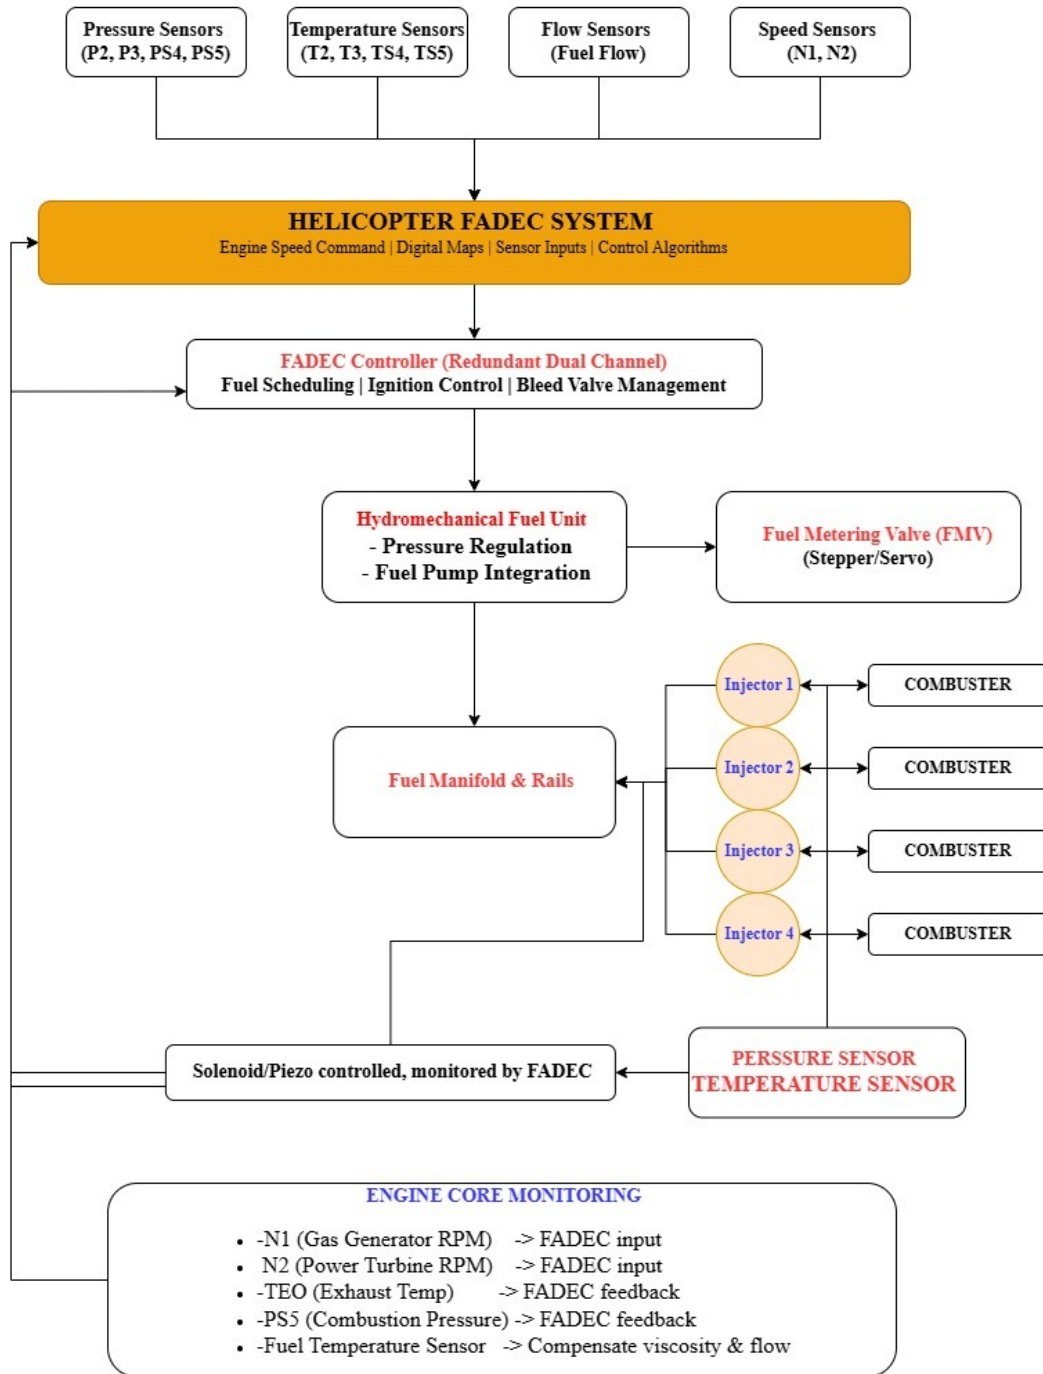 Pressure Sensors
(P2, P3, PS4, PS5)
Temperature Sensors
(T2, T3, TS4, TS5)
Flow Sensors
(Fuel Flow)
Speed Sensors
(N1, N2)
HELICOPTER FADEC SYSTEM
Engine Speed Command | Digital Maps | Sensor Inputs | Control Algorithms
FADEC Controller (Redundant Dual Channel)
Fuel Scheduling | Ignition Control | Bleed Valve Management
Hydromechanical Fuel Unit
- Pressure Regulation
- Fuel Pump Integration
Fuel Metering Valve (FMV)
(Stepper/Servo)
Injector 1
COMBUSTER
Fuel Manifold & Rails
Injector 2
COMBUSTER
Injector 3
COMBUSTER
Injector 4
COMBUSTER
Solenoid/Piezo controlled, monitored by FADEC
PERSSURE SENSOR
TEMPERATURE SENSOR
ENGINE CORE MONITORING
• -N1 (Gas Generator RPM) -> FADEC input
• N2 (Power Turbine RPM) -> FADEC input
• -TEO (Exhaust Temp) -> FADEC feedback
• -PS5 (Combustion Pressure) -> FADEC feedback
• -Fuel Temperature Sensor -> Compensate viscosity & flow